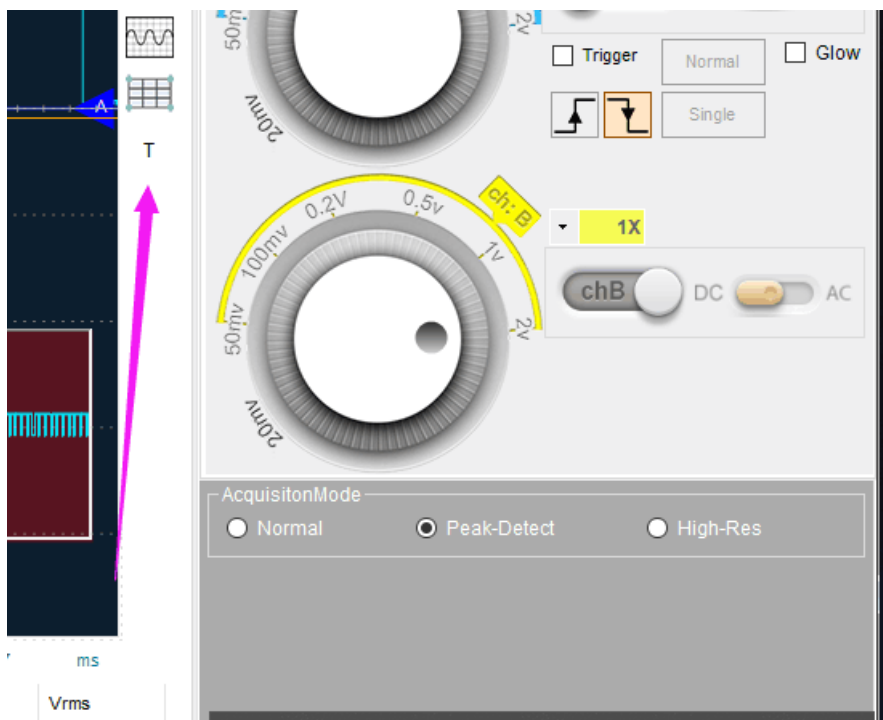 50m
20mv
2v
Trigger
Normal
Glow
Single
A
T
50mv
100mv
0.2V
0.5v
1v
2v
20mv
ch: B
1X
chB
DC
AC
AcquisitonMode
Normal
Peak-Detect
High-Res
ms
Vrms